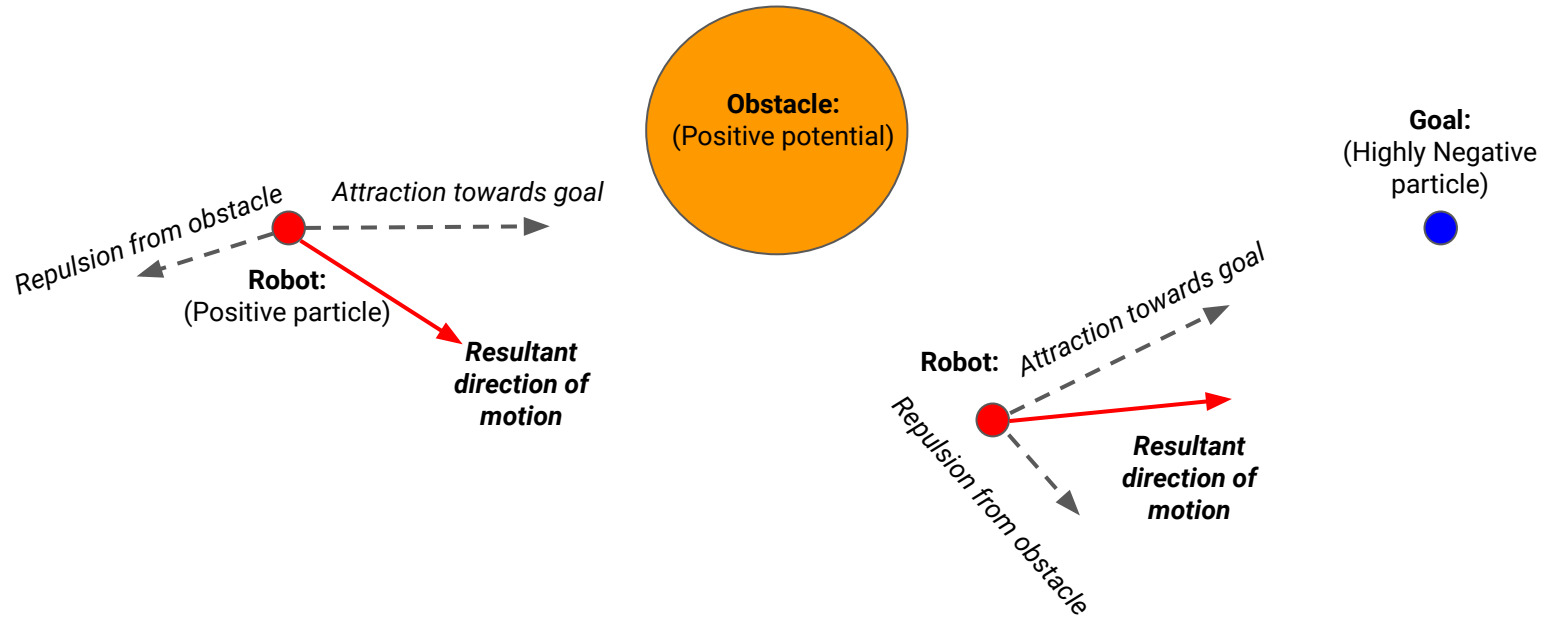 Obstacle:
(Positive potential)
Goal:
(Highly Negative
particle)
Repulsion from obstacle
Attraction towards goal
Robot:
(Positive particle)
Resultant
direction of
motion
Robot:
Attraction towards goal
Repulsion from obstacle
Resultant
direction of
motion